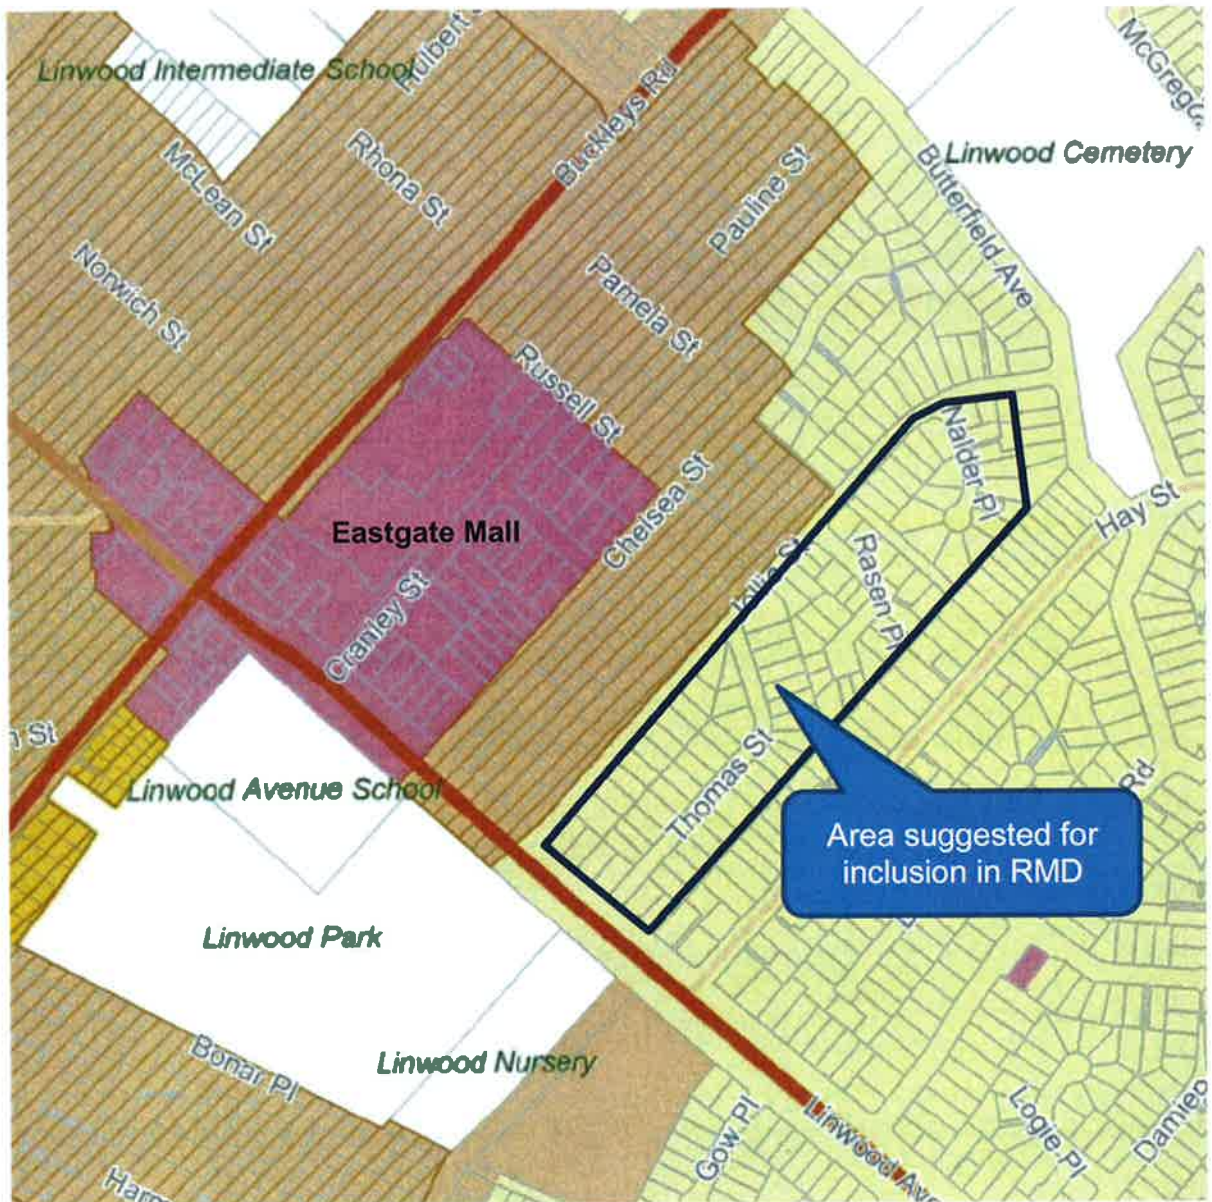 Hulbert S
Linwood Intermediate School
McGrego
Buckleys Rd
Linwood Cemetery
McLean St
Rhona St
Pauline St
Butterfield Ave
Norwich St
Pamela St
Russell St
Nalder Pl
Chelsea St
Hay St
Eastgate Mall
Rasen Pl
Cranley St
n St
Thomas St
Rd
Linwood Avenue School
Area suggested for
inclusion in RMD
Linwood Park
Bonar Pl
Linwood Nursery
Gow Pl
Linwood Ave
Logie Pl
Damien
Harg